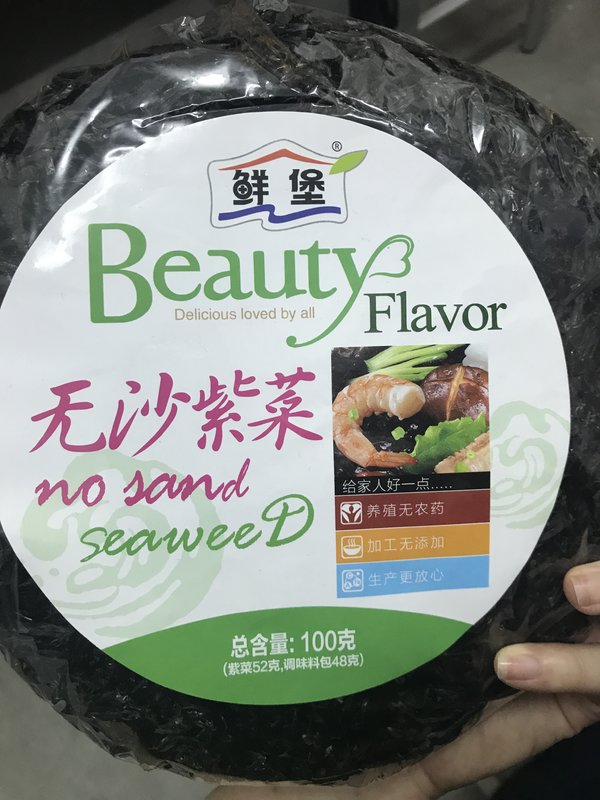 鲜堡®
Beauty
Delicious loved by all
Flavor
无沙紫菜
no sand
seaweeD
给家人好一点.....
养殖无农药
加工无添加
生产更放心
总含量: 100克
(紫菜52克,调味料包48克)